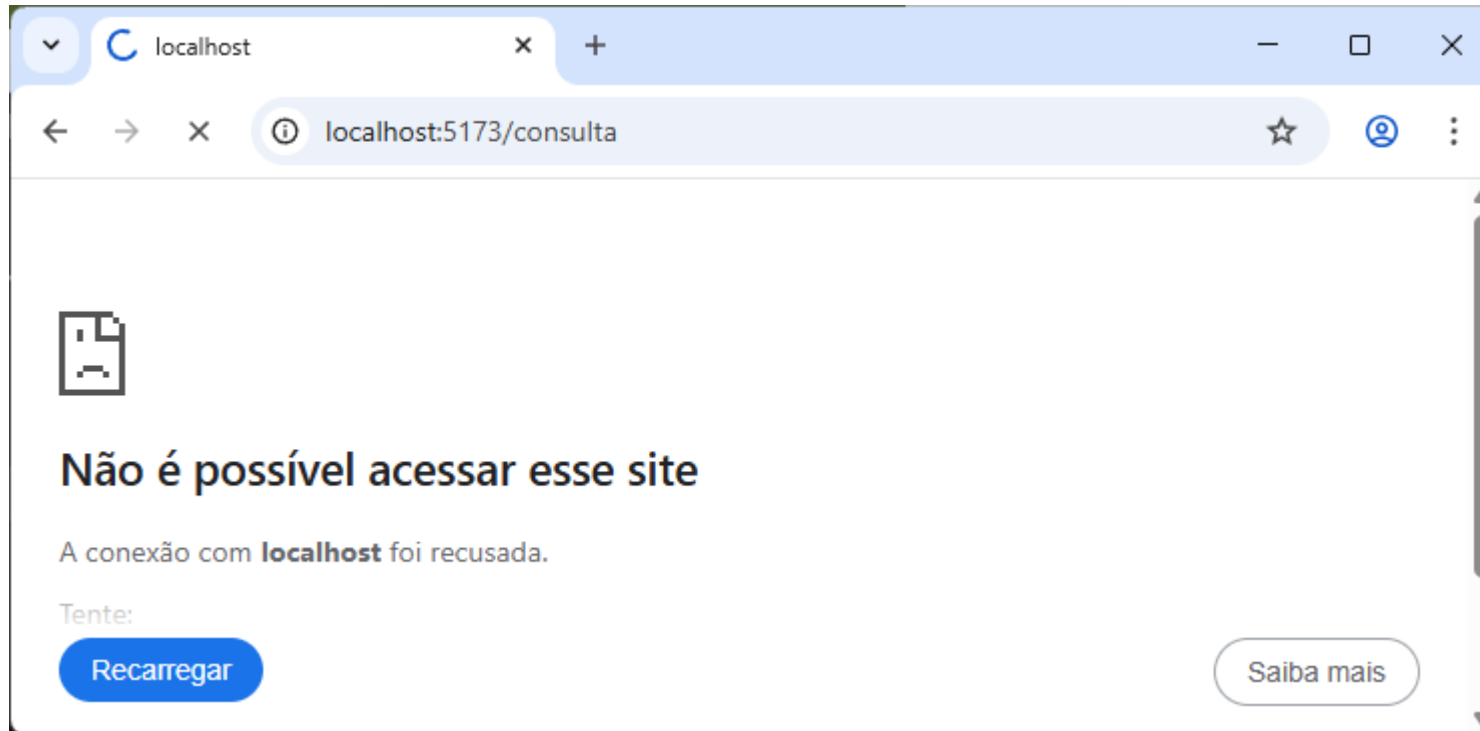 localhost
localhost:5173/consulta
Não é possível acessar esse site
A conexão com localhost foi recusada.
Tente:
Recarregar
Saiba mais